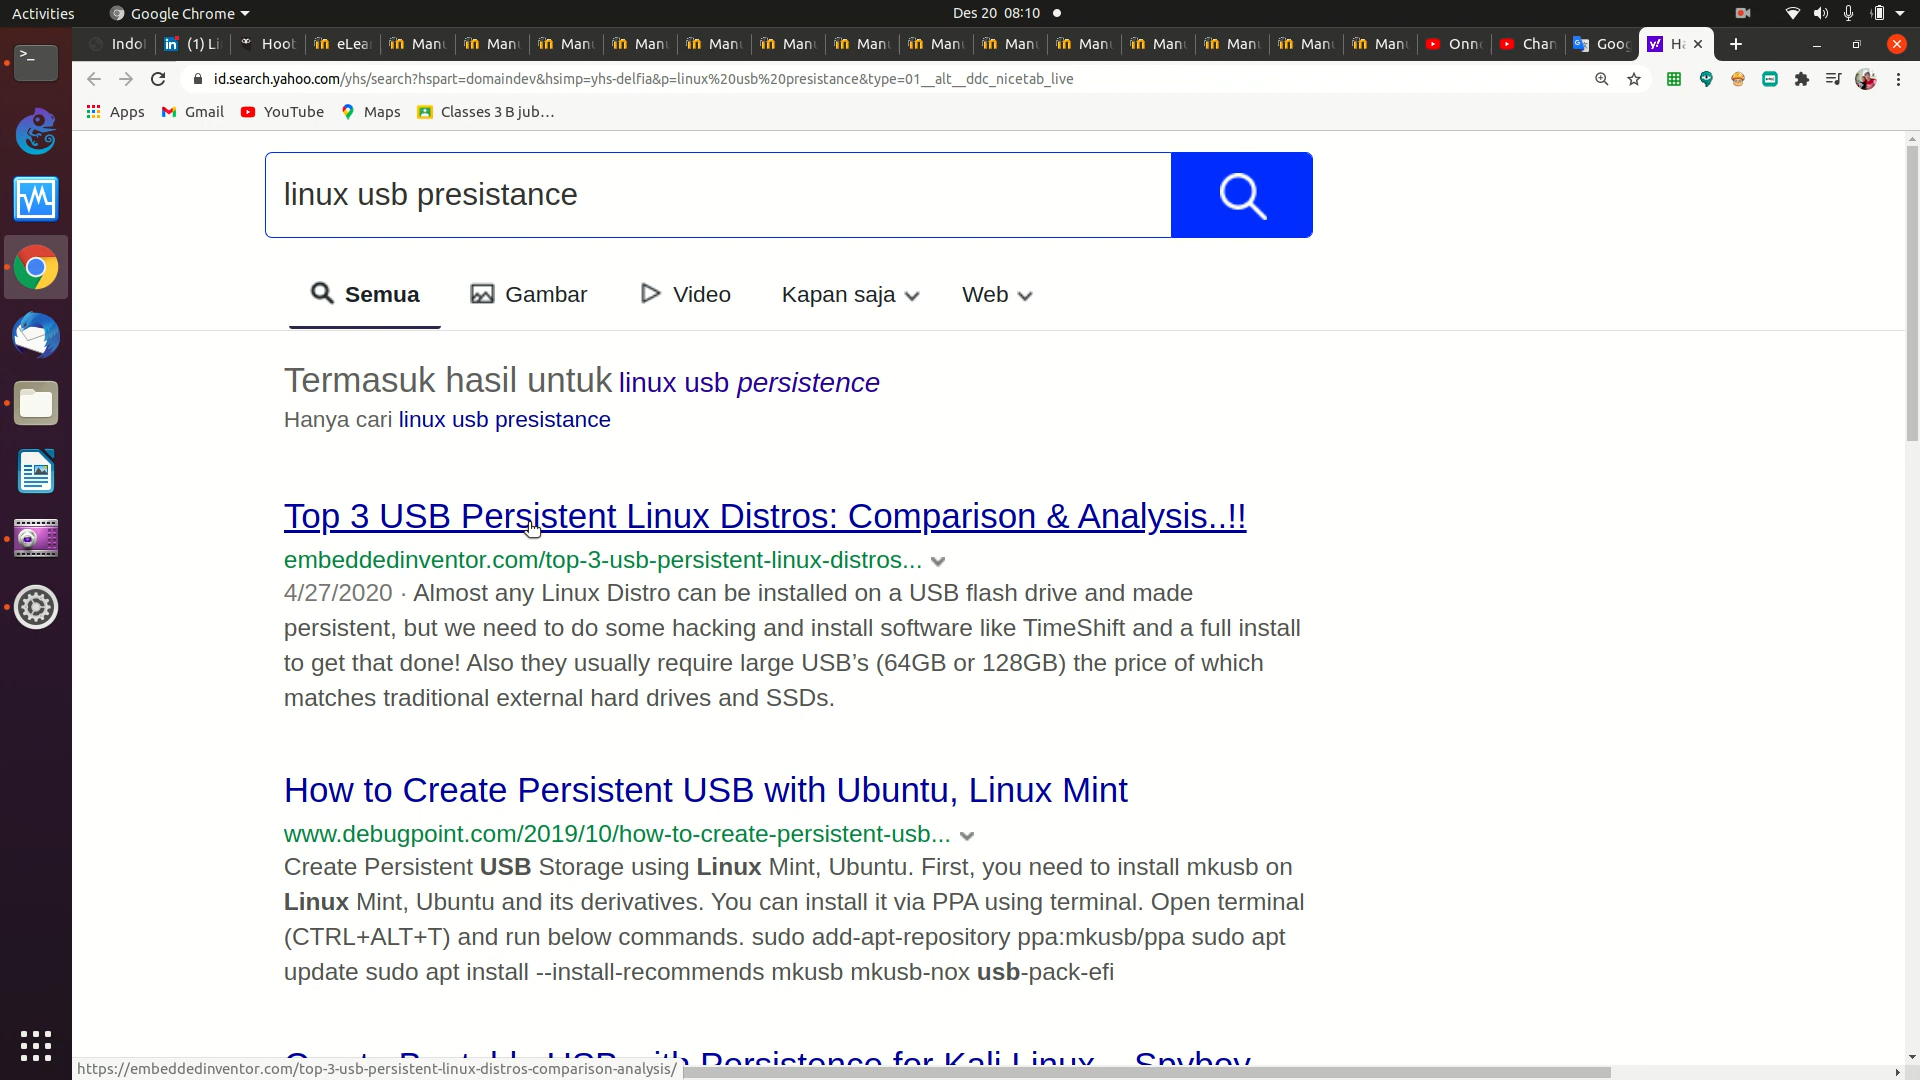 Activities Google Chrome Des 20 08:10
Indo (1) Li Hoot eLea Man Man Man Man Man Man Man Man Man Man Man Man Man Man Onn Chan Goog
id.search.yahoo.com/yhs/search?hspart=domaindev&hsimp=yhs-delfia&p=linux%20usb%20presistance&type=01__alt__ddc_nicetab_live
Apps Gmail YouTube Maps Classes 3 B jub...
linux usb presistance
Semua Gambar Video Kapan saja Web
Termasuk hasil untuk linux usb persistence
Hanya cari linux usb presistance
Top 3 USB Persistent Linux Distros: Comparison & Analysis..!!
embeddedinventor.com/top-3-usb-persistent-linux-distros...
4/27/2020 · Almost any Linux Distro can be installed on a USB flash drive and made
persistent, but we need to do some hacking and install software like TimeShift and a full install
to get that done! Also they usually require large USB’s (64GB or 128GB) the price of which
matches traditional external hard drives and SSDs.
How to Create Persistent USB with Ubuntu, Linux Mint
www.debugpoint.com/2019/10/how-to-create-persistent-usb...
Create Persistent USB Storage using Linux Mint, Ubuntu. First, you need to install mkusb on
Linux Mint, Ubuntu and its derivatives. You can install it via PPA using terminal. Open terminal
(CTRL+ALT+T) and run below commands. sudo add-apt-repository ppa:mkusb/ppa sudo apt
update sudo apt install --install-recommends mkusb mkusb-nox usb-pack-efi
Create Bootable USB with Persistence for Kali Linux – Spyboy
https://embeddedinventor.com/top-3-usb-persistent-linux-distros-comparison-analysis/